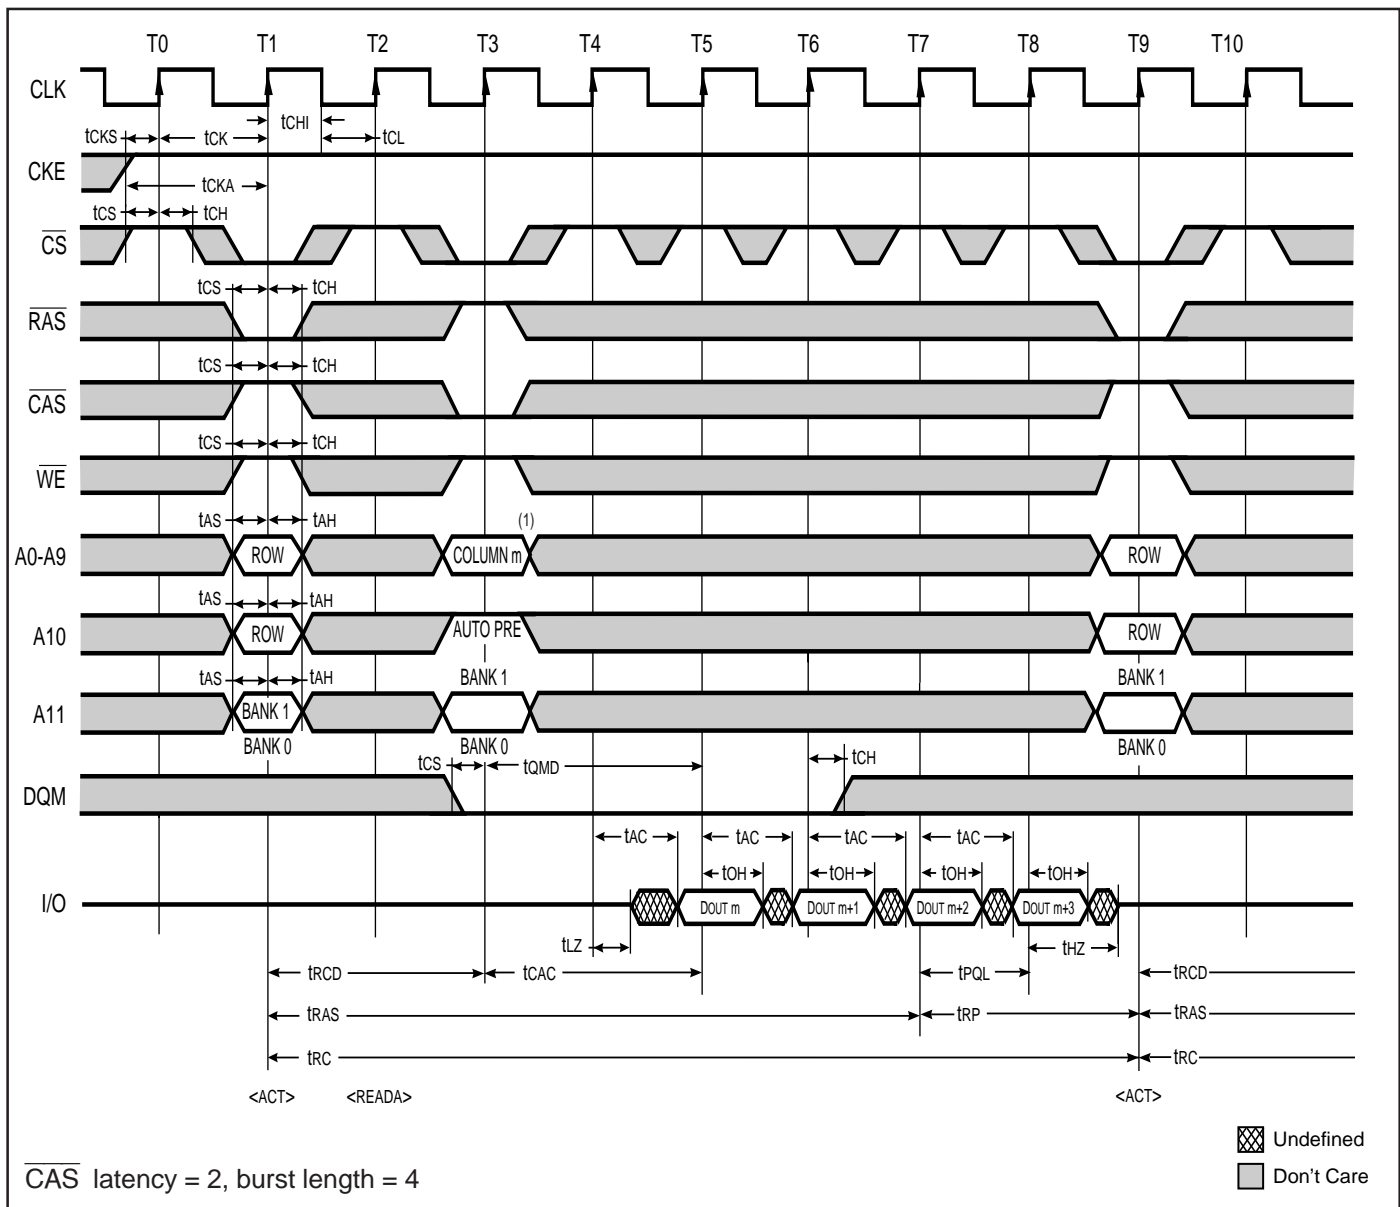 T0 T1 T2 T3 T4 T5 T6 T7 T8 T9 T10
CLK
tCHI
tCKS tCK tCL
CKE
tCKA
tCS tCH
CS
tCS tCH
RAS
tCS tCH
CAS
tCS tCH
WE
tAS tAH (1)
A0-A9 ROW COLUMN m ROW
tAS tAH
A10 ROW AUTO PRE ROW
tAS tAH BANK 1 BANK 1
A11 BANK 1
BANK 0 BANK 0 BANK 0
tCS tQMD tCH
DQM
tAC tAC tAC tAC
tOH tOH tOH tOH
I/O DOUT m DOUT m+1 DOUT m+2 DOUT m+3
tLZ tHZ
tRCD tCAC tPQL tRCD
tRAS tRP tRAS
tRC tRC
<ACT> <READA> <ACT>
Undefined
Don't Care
CAS latency = 2, burst length = 4